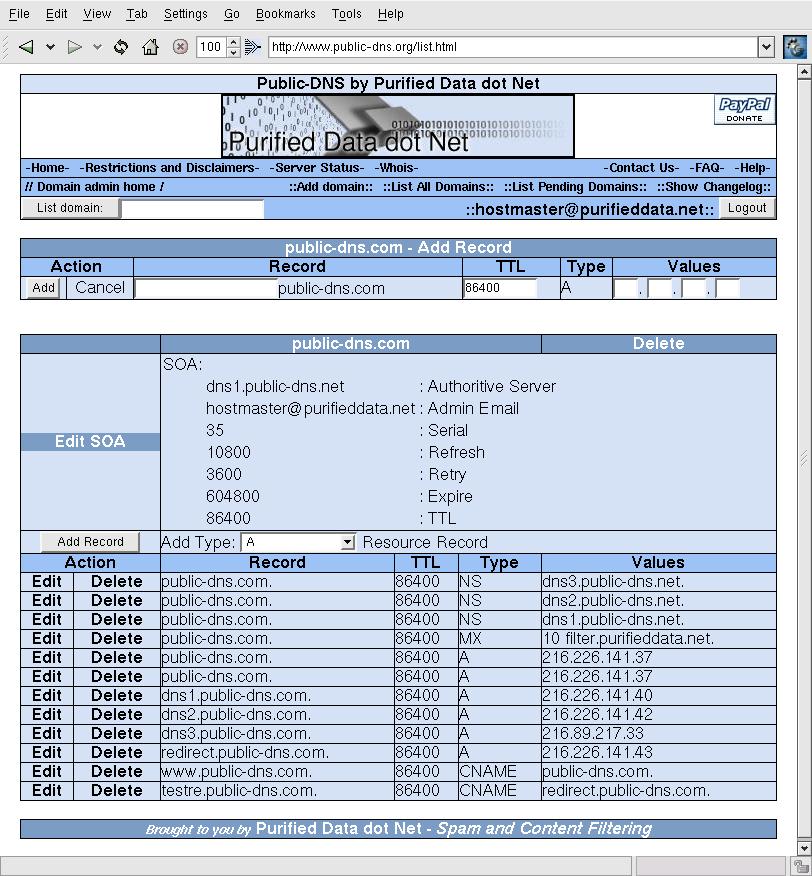 File Edit View Tab Settings Go Bookmarks Tools Help
100 http://www.public-dns.org/list.html
Public-DNS by Purified Data dot Net
Purified Data dot Net
PayPal
DONATE
-Home- -Restrictions and Disclaimers- -Server Status- -Whois- -Contact Us- -FAQ- -Help-
// Domain admin home / ::Add domain:: ::List All Domains:: ::List Pending Domains:: ::Show Changelog::
List domain: ::hostmaster@purifieddata.net:: Logout
public-dns.com - Add Record
Action Record TTL Type Values
Add Cancel public-dns.com 86400 A . . .
public-dns.com Delete
SOA:
dns1.public-dns.net : Authoritive Server
hostmaster@purifieddata.net : Admin Email
35 : Serial
Edit SOA
10800 : Refresh
3600 : Retry
604800 : Expire
86400 : TTL
Add Record Add Type: A Resource Record
Action Record TTL Type Values
Edit Delete public-dns.com. 86400 NS dns3.public-dns.net.
Edit Delete public-dns.com. 86400 NS dns2.public-dns.net.
Edit Delete public-dns.com. 86400 NS dns1.public-dns.net.
Edit Delete public-dns.com. 86400 MX 10 filter.purifieddata.net.
Edit Delete public-dns.com. 86400 A 216.226.141.37
Edit Delete public-dns.com. 86400 A 216.226.141.37
Edit Delete dns1.public-dns.com. 86400 A 216.226.141.40
Edit Delete dns2.public-dns.com. 86400 A 216.226.141.42
Edit Delete dns3.public-dns.com. 86400 A 216.89.217.33
Edit Delete redirect.public-dns.com. 86400 A 216.226.141.43
Edit Delete www.public-dns.com. 86400 CNAME public-dns.com.
Edit Delete testre.public-dns.com. 86400 CNAME redirect.public-dns.com.
Brought to you by Purified Data dot Net - Spam and Content Filtering